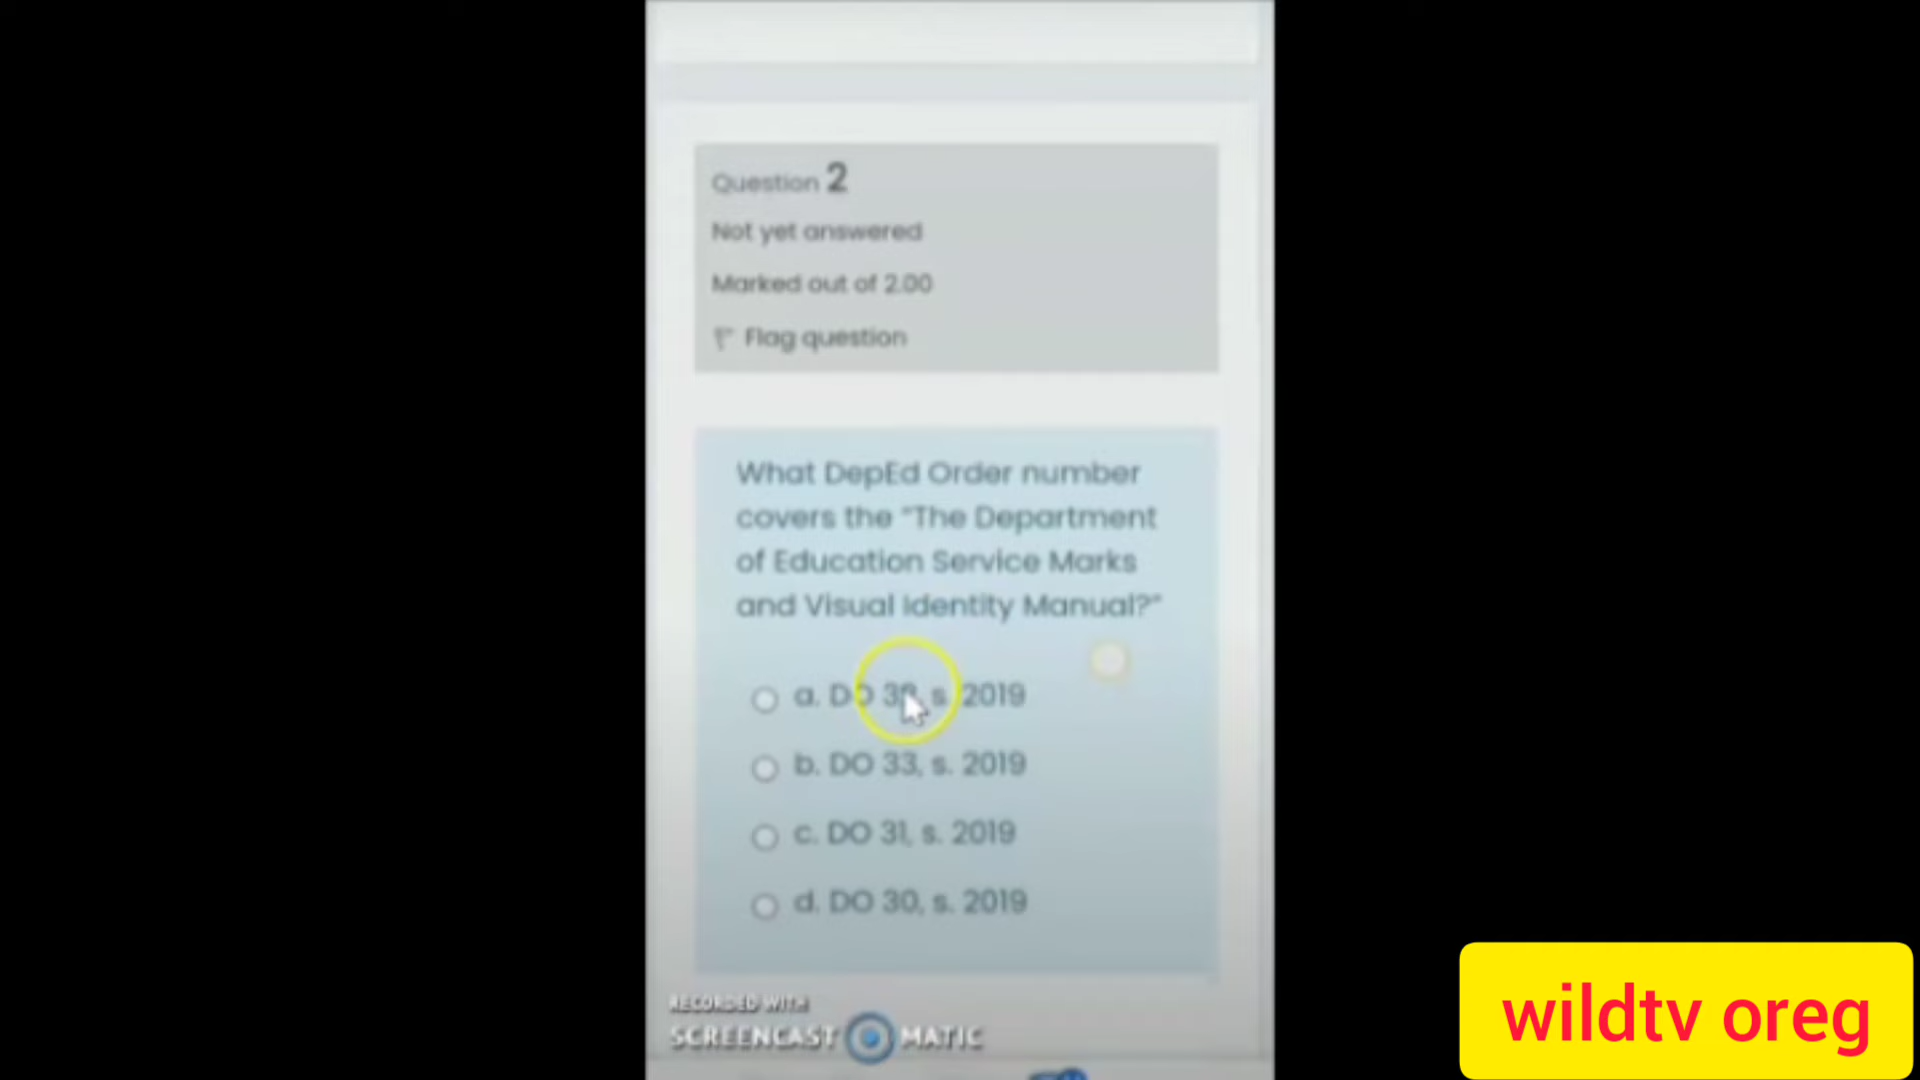 Question 2
Not yet answered
Marked out of 2.00
Flag question
What DepEd Order number
covers the "The Department
of Education Service Marks
and Visual Identity Manual?"
a. DO s. 2019
b. DO 33, s. 2019
c. DO 31, s. 2019
d. DO 30, s. 2019
RECORDED WITH
SCREENCAST MATIC
wildtv oreg